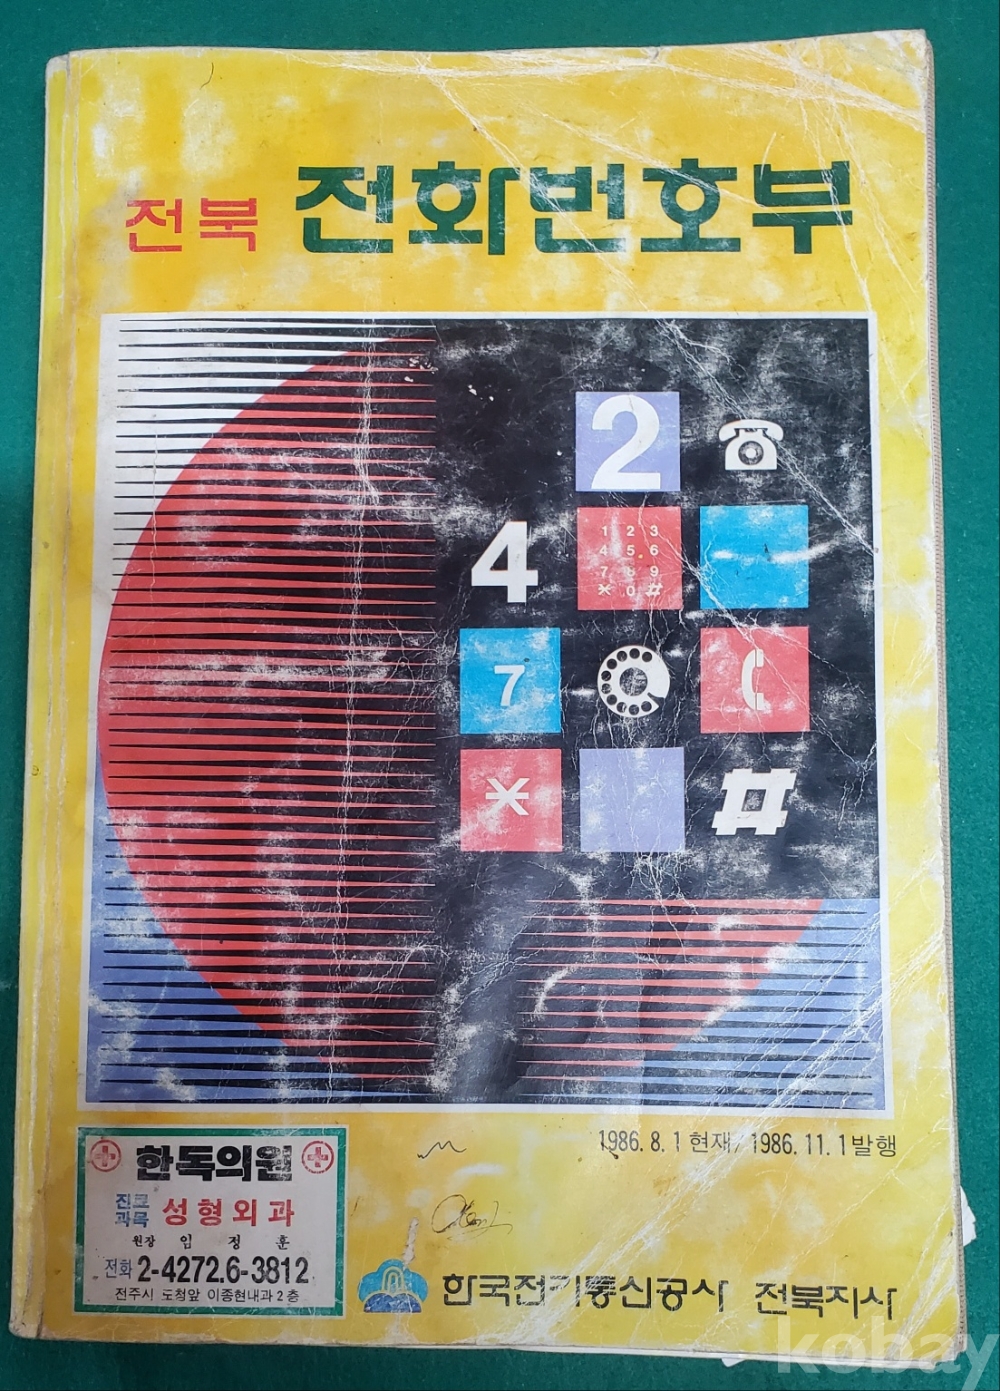 전북 전화번호부
2
4
1 2 3
4 5 6
7 8 9
* 0 #
7
*
#
1986. 8. 1 현재/ 1986. 11. 1 발행
한독의원
진료과목 성형외과
원장 임정훈
전화 2-4272.6-3812
전주시 도청앞 이종현내과 2층
한국전기통신공사 전북지사
kobay